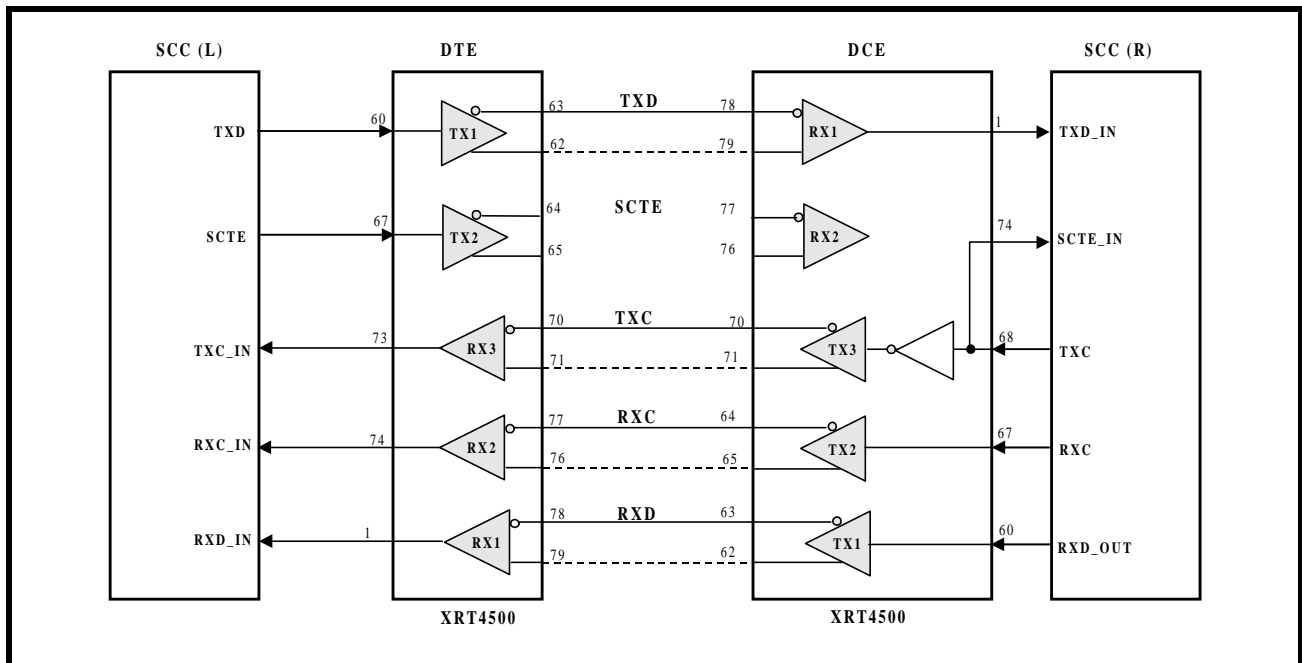 SCC (L) DTE DCE SCC (R)
63 TXD 78
TXD 60 TX1 RX1 1 TXD_IN
62 79
64 SCTE 77
SCTE 67 TX2 RX2 74 SCTE_IN
65 76
70 TXC 70
TXC_IN 73 RX3 TX3 68 TXC
71 71
77 RXC 64
RXC_IN 74 RX2 TX2 67 RXC
76 65
78 RXD 63
RXD_IN 1 RX1 TX1 60 RXD_OUT
79 62
XRT4500 XRT4500